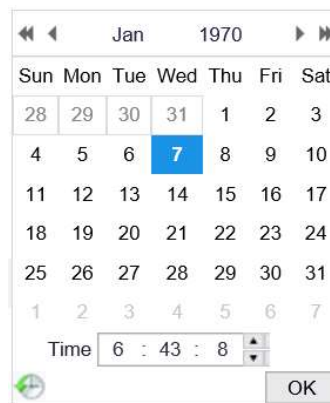 Jan 1970
Sun Mon Tue Wed Thu Fri Sat
28 29 30 31 1 2 3
4 5 6 7 8 9 10
11 12 13 14 15 16 17
18 19 20 21 22 23 24
25 26 27 28 29 30 31
1 2 3 4 5 6 7
Time 6 : 43 : 8
OK